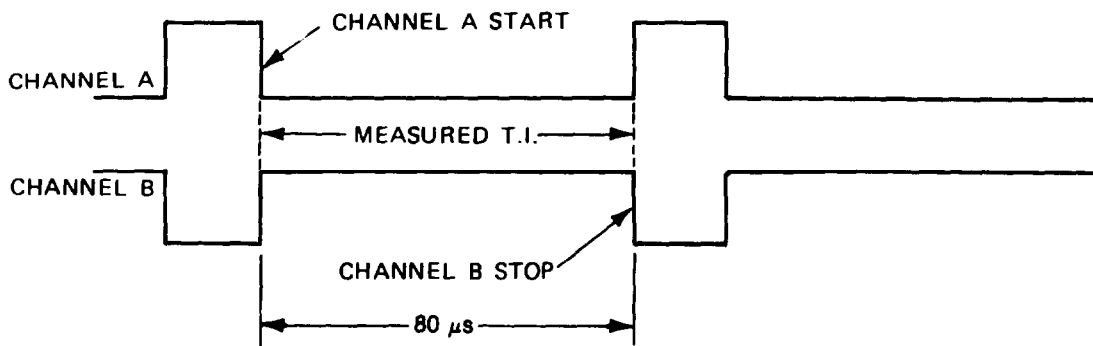 CHANNEL A START
CHANNEL A
MEASURED T.I.
CHANNEL B
CHANNEL B STOP
80 μs